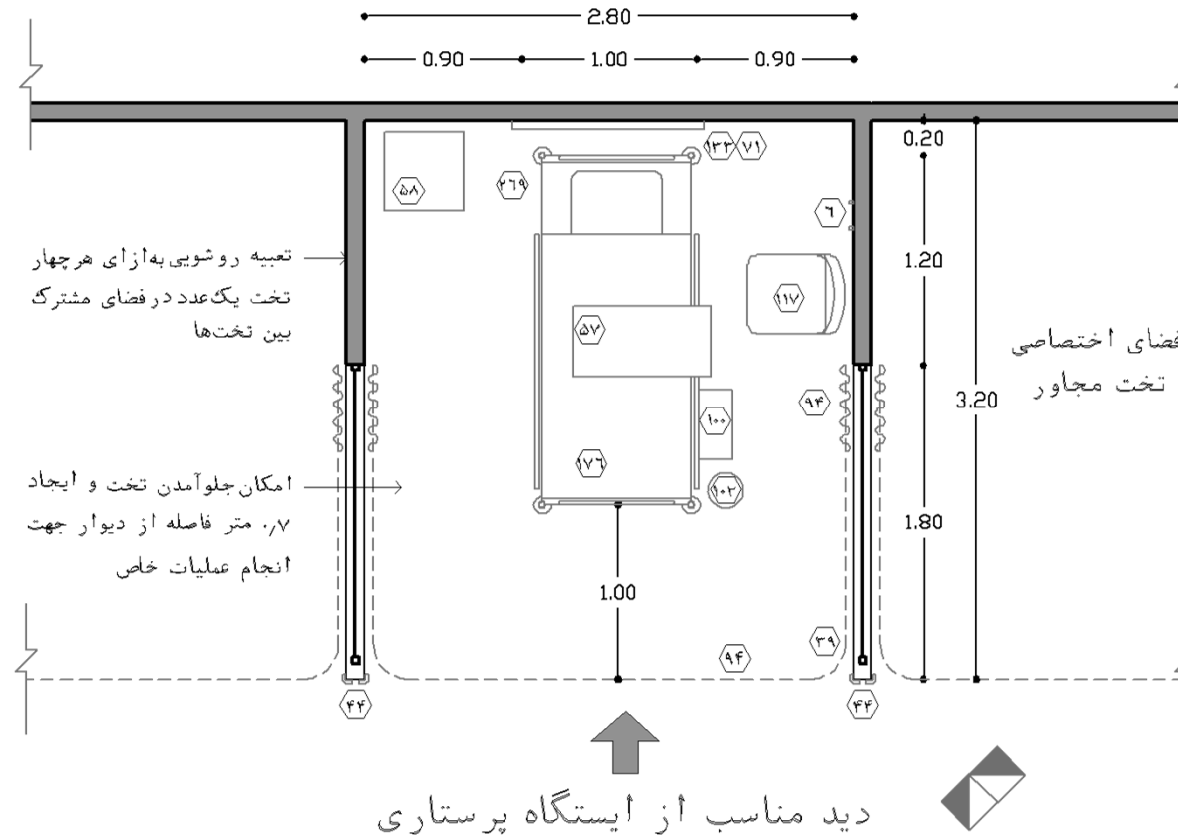 2.80
0.90
1.00
0.90
0.20
۵۸
۲۶۹
۱۳۳
۷۱
۶
تعبیه روشویی به‌ازای هرچهار
تخت یک‌عدد درفضای مشترک
بین تخت‌ها
1.20
۱۱۷
۵۷
فضای اختصاصی
تخت مجاور
3.20
۹۴
۱۰۰
۱۷۶
۱۰۲
امکان جلوآمدن تخت و ایجاد
۰٫۷ متر فاصله از دیوار جهت
انجام عملیات خاص
1.80
1.00
۳۹
۹۴
۴۴
۴۴
دید مناسب از ایستگاه پرستاری